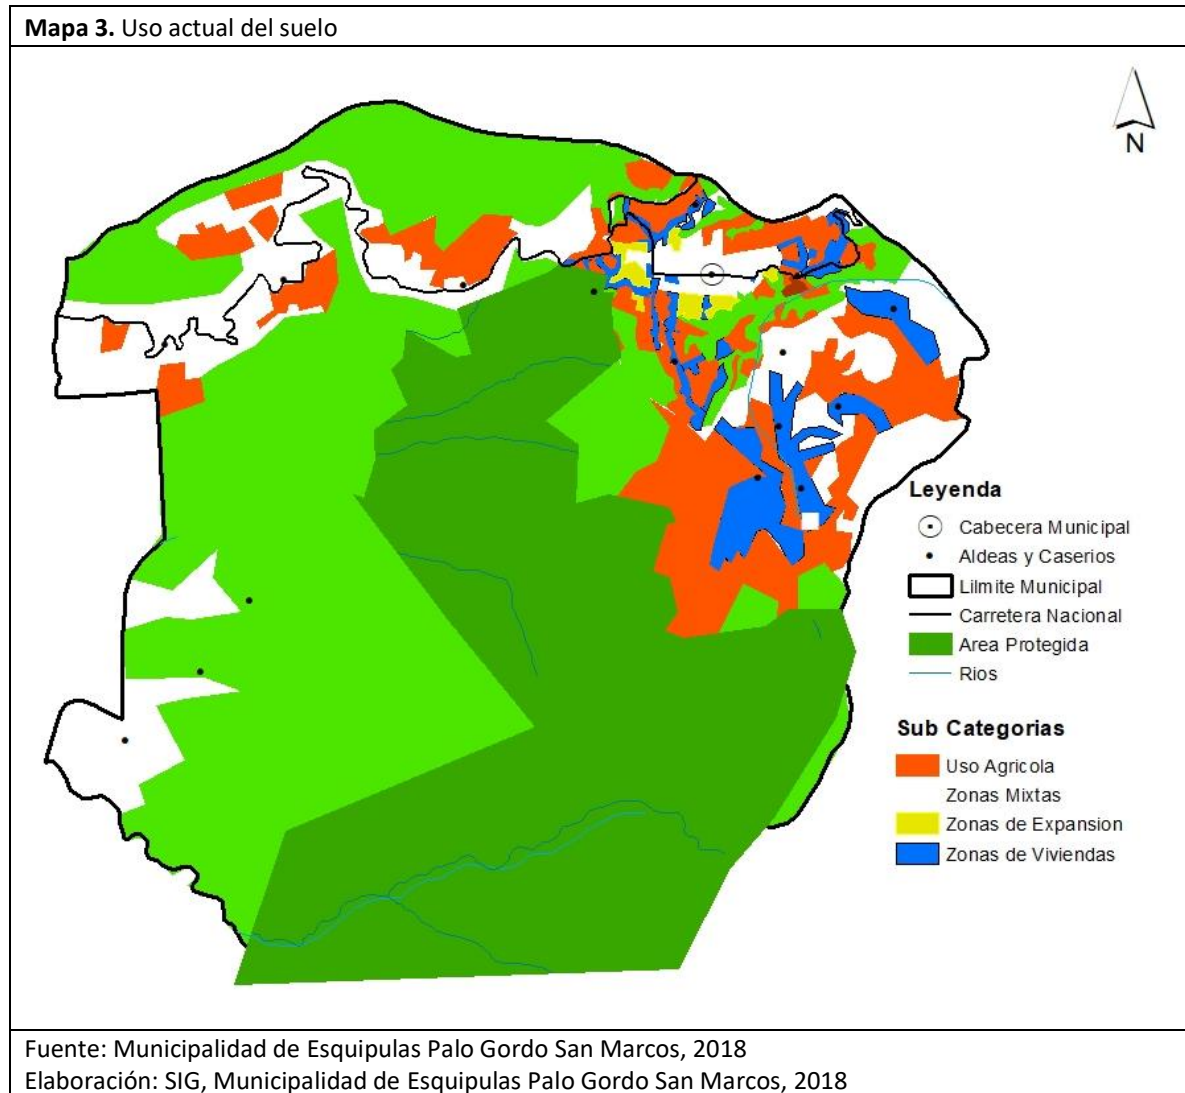 Mapa 3. Uso actual del suelo
N
Leyenda
Cabecera Municipal
Aldeas y Caserios
Lilmite Municipal
Carretera Nacional
Area Protegida
Rios
Sub Categorias
Uso Agricola
Zonas Mixtas
Zonas de Expansion
Zonas de Viviendas
Fuente: Municipalidad de Esquipulas Palo Gordo San Marcos, 2018
Elaboración: SIG, Municipalidad de Esquipulas Palo Gordo San Marcos, 2018